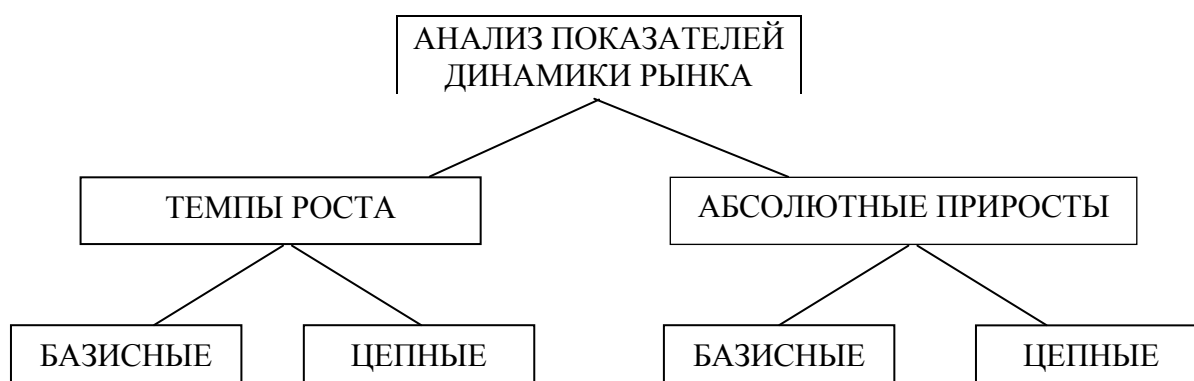 АНАЛИЗ ПОКАЗАТЕЛЕЙ
ДИНАМИКИ РЫНКА
ТЕМПЫ РОСТА
АБСОЛЮТНЫЕ ПРИРОСТЫ
БАЗИСНЫЕ
ЦЕПНЫЕ
БАЗИСНЫЕ
ЦЕПНЫЕ